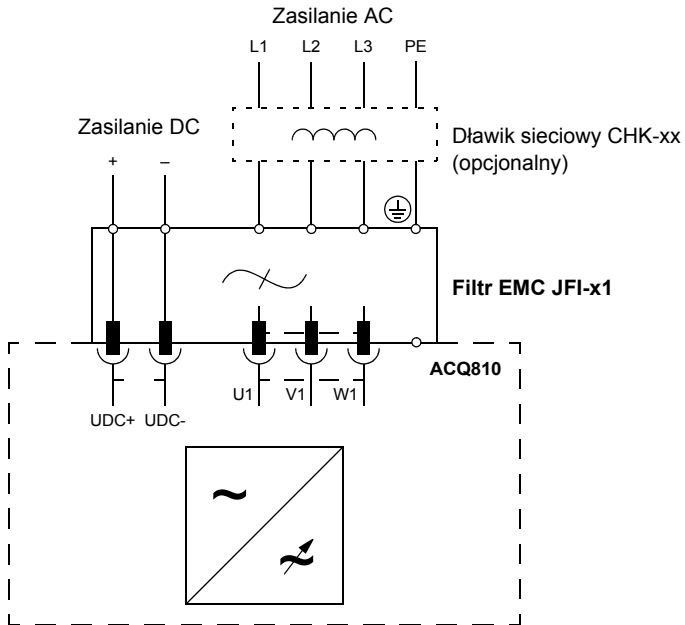 Zasilanie AC
L1 L2 L3 PE
Zasilanie DC
+ –
Dławik sieciowy CHK-xx
(opcjonalny)
Filtr EMC JFI-x1
ACQ810
U1 V1 W1
UDC+ UDC-